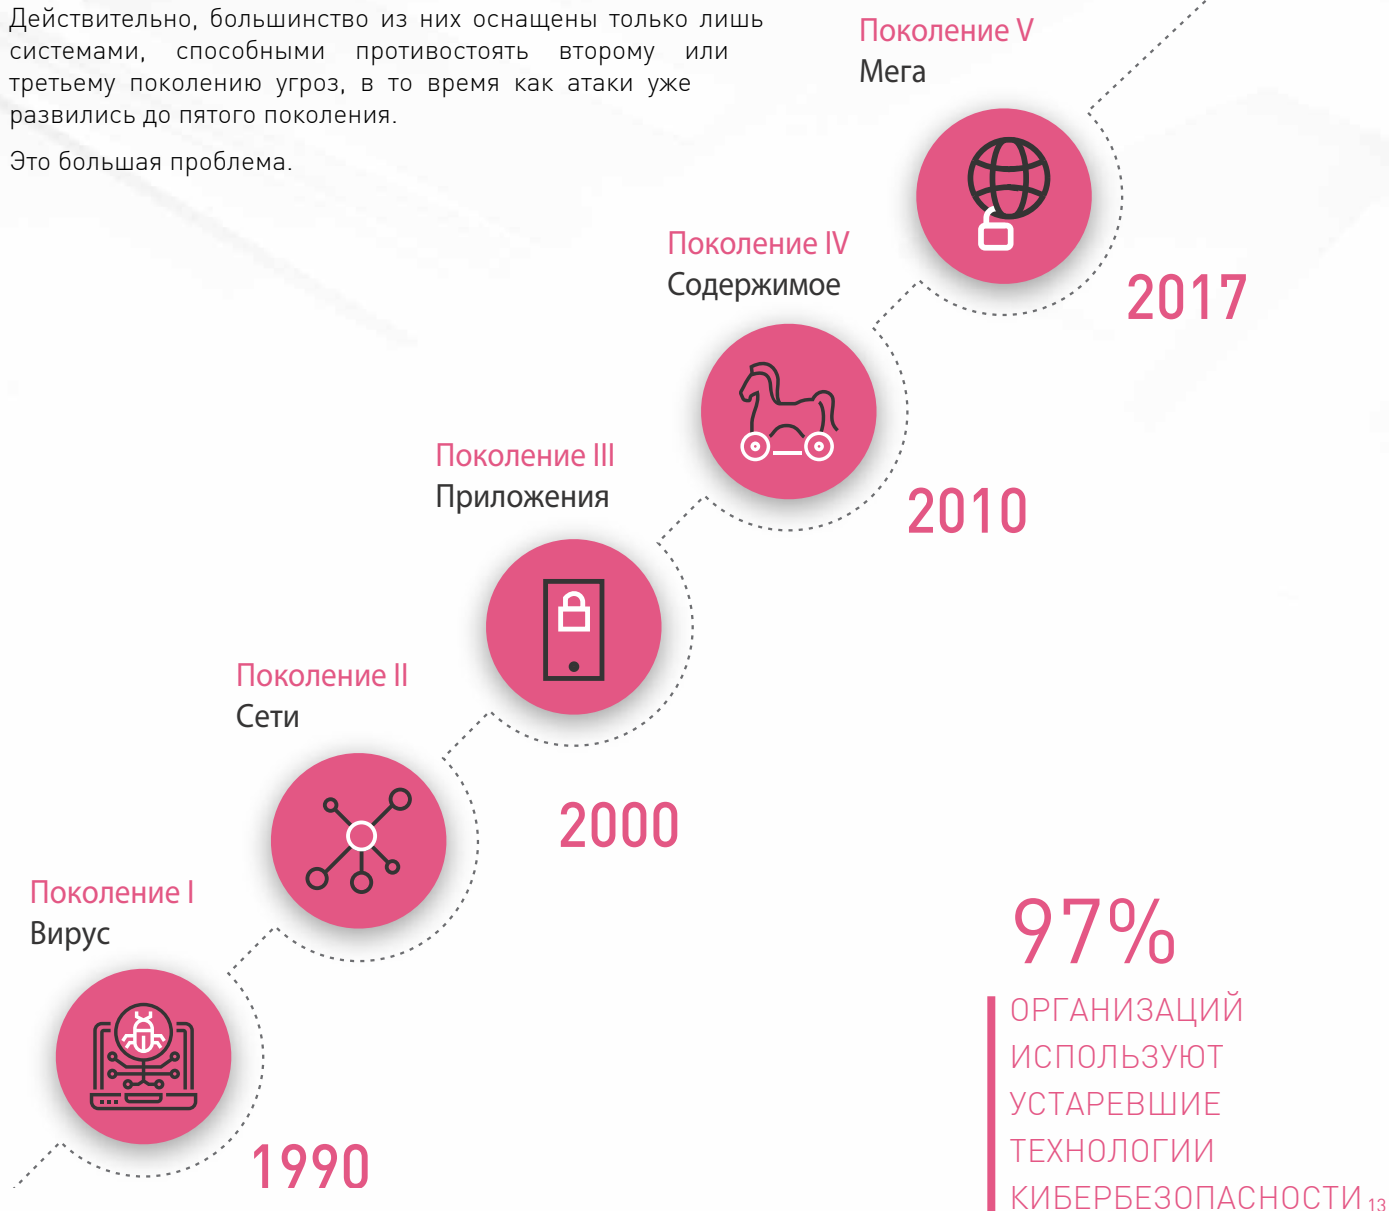 Действительно, большинство из них оснащены только лишь
системами, способными противостоять второму или
третьему поколению угроз, в то время как атаки уже
развились до пятого поколения.
Это большая проблема.
Поколение V
Мега
2017
Поколение IV
Содержимое
2010
Поколение III
Приложения
2000
Поколение II
Сети
Поколение I
Вирус
1990
97%
ОРГАНИЗАЦИЙ
ИСПОЛЬЗУЮТ
УСТАРЕВШИЕ
ТЕХНОЛОГИИ
КИБЕРБЕЗОПАСНОСТИ 13